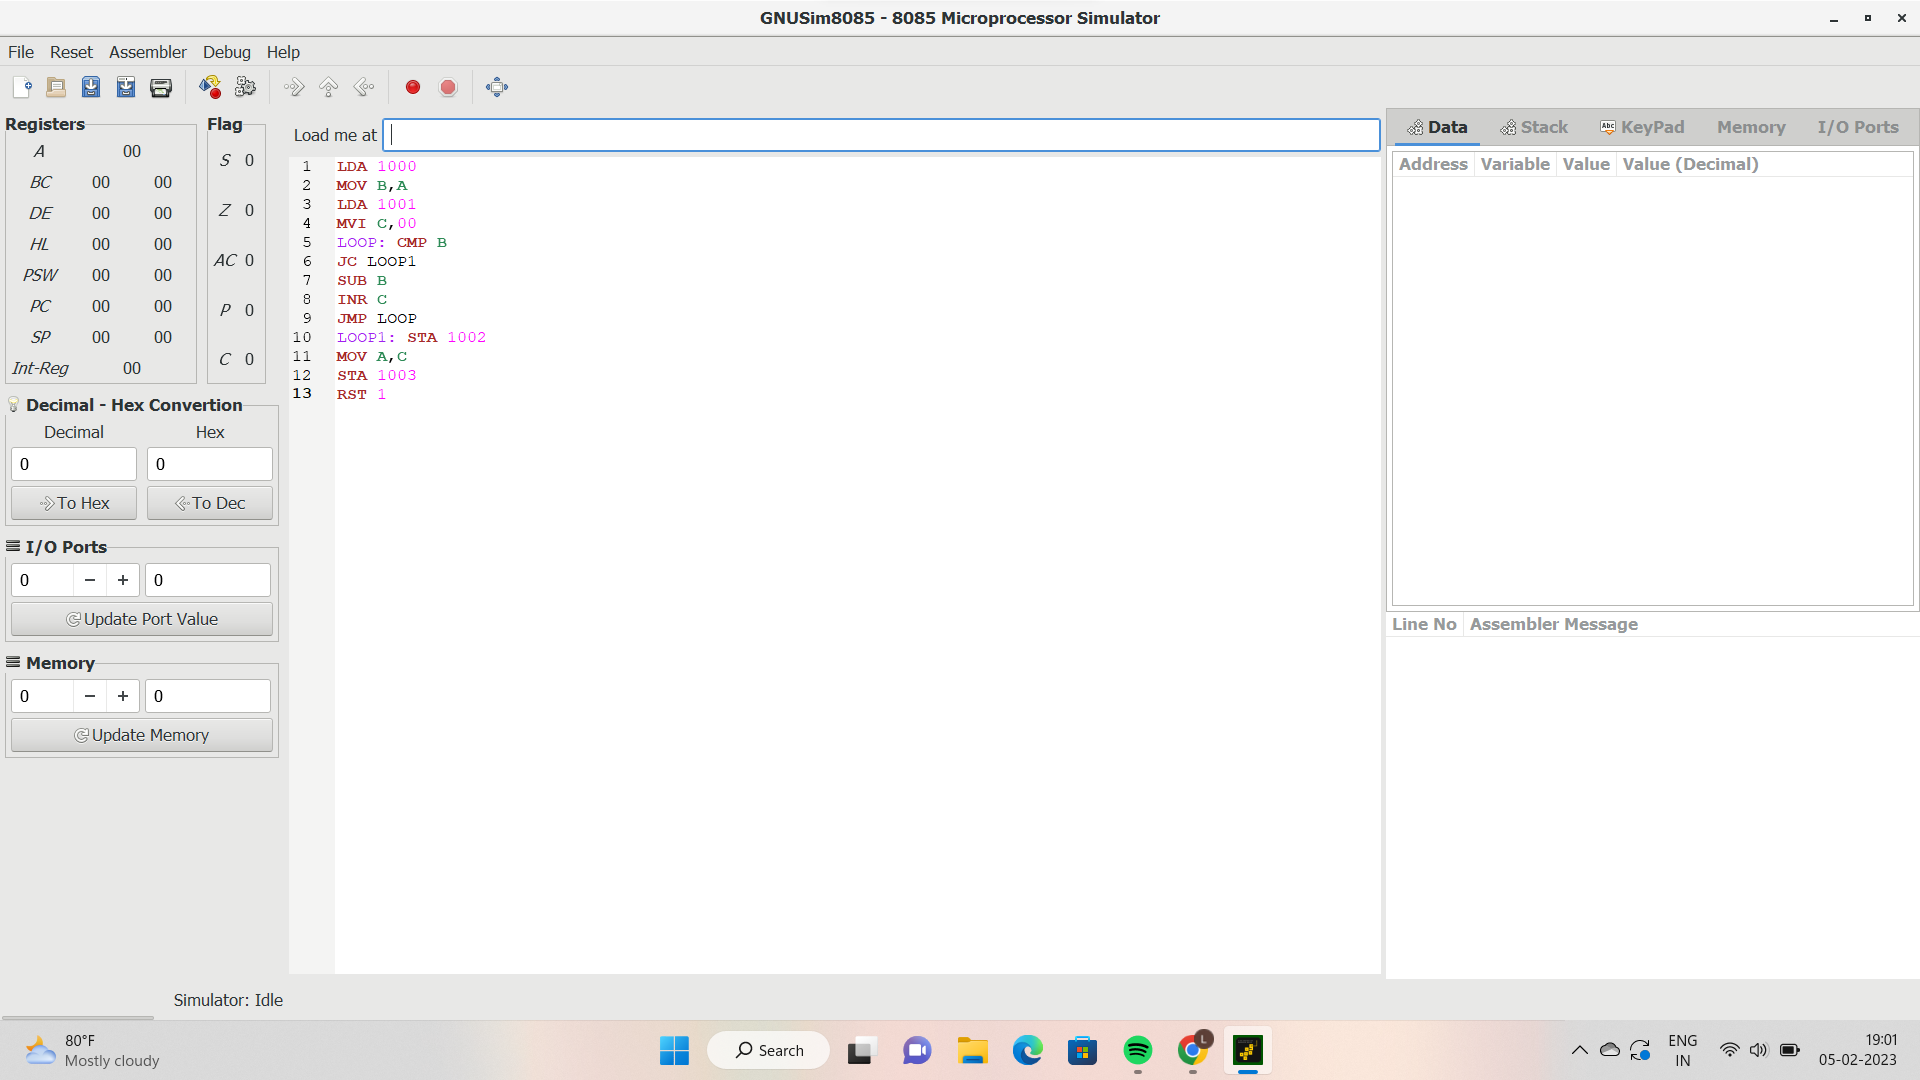 GNUSim8085 - 8085 Microprocessor Simulator
File Reset Assembler Debug Help
Registers
A 00
BC 00 00
DE 00 00
HL 00 00
PSW 00 00
PC 00 00
SP 00 00
Int-Reg 00
Flag
S 0
Z 0
AC 0
P 0
C 0
Decimal - Hex Convertion
Decimal Hex
0 0
To Hex To Dec
I/O Ports
0 − + 0
Update Port Value
Memory
0 − + 0
Update Memory
Load me at
1 LDA 1000
2 MOV B,A
3 LDA 1001
4 MVI C,00
5 LOOP: CMP B
6 JC LOOP1
7 SUB B
8 INR C
9 JMP LOOP
10 LOOP1: STA 1002
11 MOV A,C
12 STA 1003
13 RST 1
Data Stack Abc KeyPad Memory I/O Ports
Address Variable Value Value (Decimal)
Line No Assembler Message
Simulator: Idle
80°F
Mostly cloudy
Search
L
ENG
IN
19:01
05-02-2023